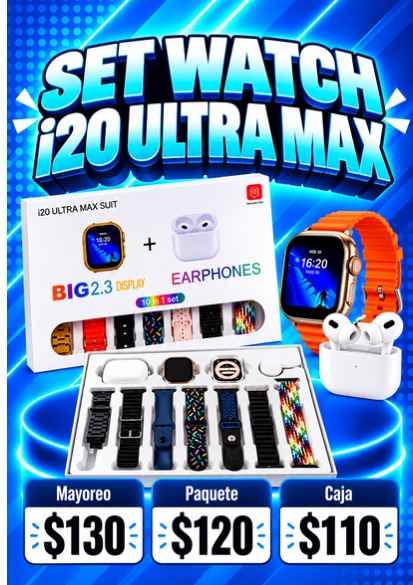 SET WATCH
i20 ULTRA MAX
i20 ULTRA MAX SUIT
16:20
+
BIG 2.3 DISPLAY
EARPHONES
10 in 1 set
16:20
Mayoreo
$130
Paquete
$120
Caja
$110